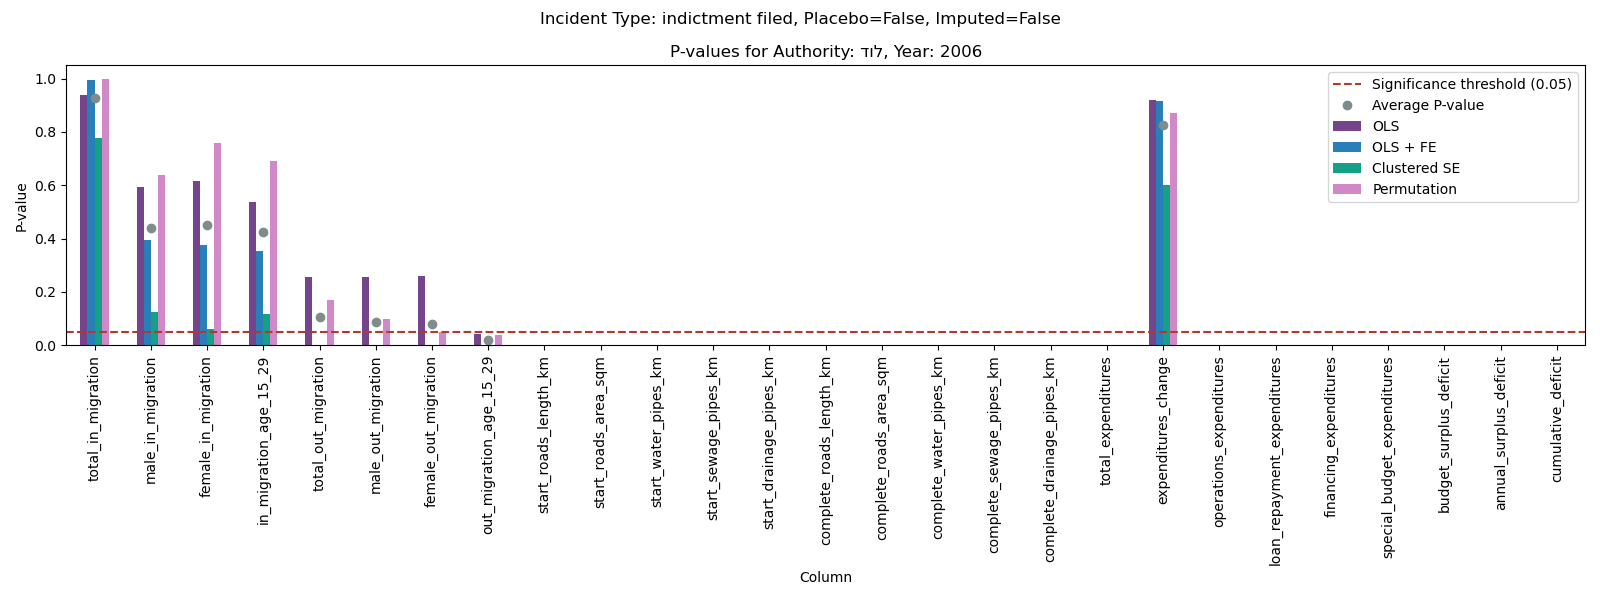 Incident Type: indictment filed, Placebo=False, Imputed=False
P-values for Authority: לוד, Year: 2006
Significance threshold (0.05)
Average P-value
OLS
OLS + FE
Clustered SE
Permutation
P-value
1.0
0.8
0.6
0.4
0.2
0.0
total_in_migration
male_in_migration
female_in_migration
in_migration_age_15_29
total_out_migration
male_out_migration
female_out_migration
out_migration_age_15_29
start_roads_length_km
start_roads_area_sqm
start_water_pipes_km
start_sewage_pipes_km
start_drainage_pipes_km
complete_roads_length_km
complete_roads_area_sqm
complete_water_pipes_km
complete_sewage_pipes_km
complete_drainage_pipes_km
total_expenditures
expenditures_change
operations_expenditures
loan_repayment_expenditures
financing_expenditures
special_budget_expenditures
budget_surplus_deficit
annual_surplus_deficit
cumulative_deficit
Column